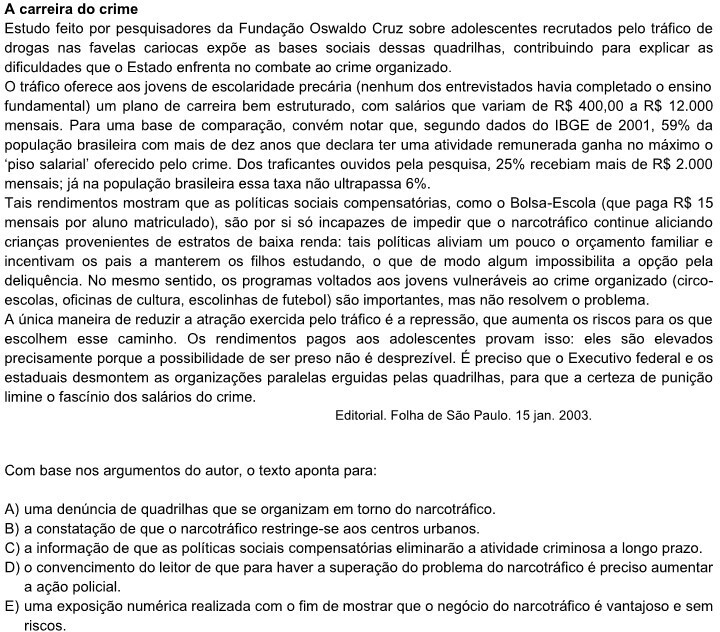 A carreira do crime
Estudo feito por pesquisadores da Fundação Oswaldo Cruz sobre adolescentes recrutados pelo tráfico de
drogas nas favelas cariocas expõe as bases sociais dessas quadrilhas, contribuindo para explicar as
dificuldades que o Estado enfrenta no combate ao crime organizado.
O tráfico oferece aos jovens de escolaridade precária (nenhum dos entrevistados havia completado o ensino
fundamental) um plano de carreira bem estruturado, com salários que variam de R$ 400,00 a R$ 12.000
mensais. Para uma base de comparação, convém notar que, segundo dados do IBGE de 2001, 59% da
população brasileira com mais de dez anos que declara ter uma atividade remunerada ganha no máximo o
‘piso salarial’ oferecido pelo crime. Dos traficantes ouvidos pela pesquisa, 25% recebiam mais de R$ 2.000
mensais; já na população brasileira essa taxa não ultrapassa 6%.
Tais rendimentos mostram que as políticas sociais compensatórias, como o Bolsa-Escola (que paga R$ 15
mensais por aluno matriculado), são por si só incapazes de impedir que o narcotráfico continue aliciando
crianças provenientes de estratos de baixa renda: tais políticas aliviam um pouco o orçamento familiar e
incentivam os pais a manterem os filhos estudando, o que de modo algum impossibilita a opção pela
deliquência. No mesmo sentido, os programas voltados aos jovens vulneráveis ao crime organizado (circo-
escolas, oficinas de cultura, escolinhas de futebol) são importantes, mas não resolvem o problema.
A única maneira de reduzir a atração exercida pelo tráfico é a repressão, que aumenta os riscos para os que
escolhem esse caminho. Os rendimentos pagos aos adolescentes provam isso: eles são elevados
precisamente porque a possibilidade de ser preso não é desprezível. É preciso que o Executivo federal e os
estaduais desmontem as organizações paralelas erguidas pelas quadrilhas, para que a certeza de punição
limine o fascínio dos salários do crime.
Editorial. Folha de São Paulo. 15 jan. 2003.
Com base nos argumentos do autor, o texto aponta para:
A) uma denúncia de quadrilhas que se organizam em torno do narcotráfico.
B) a constatação de que o narcotráfico restringe-se aos centros urbanos.
C) a informação de que as políticas sociais compensatórias eliminarão a atividade criminosa a longo prazo.
D) o convencimento do leitor de que para haver a superação do problema do narcotráfico é preciso aumentar
a ação policial.
E) uma exposição numérica realizada com o fim de mostrar que o negócio do narcotráfico é vantajoso e sem
riscos.